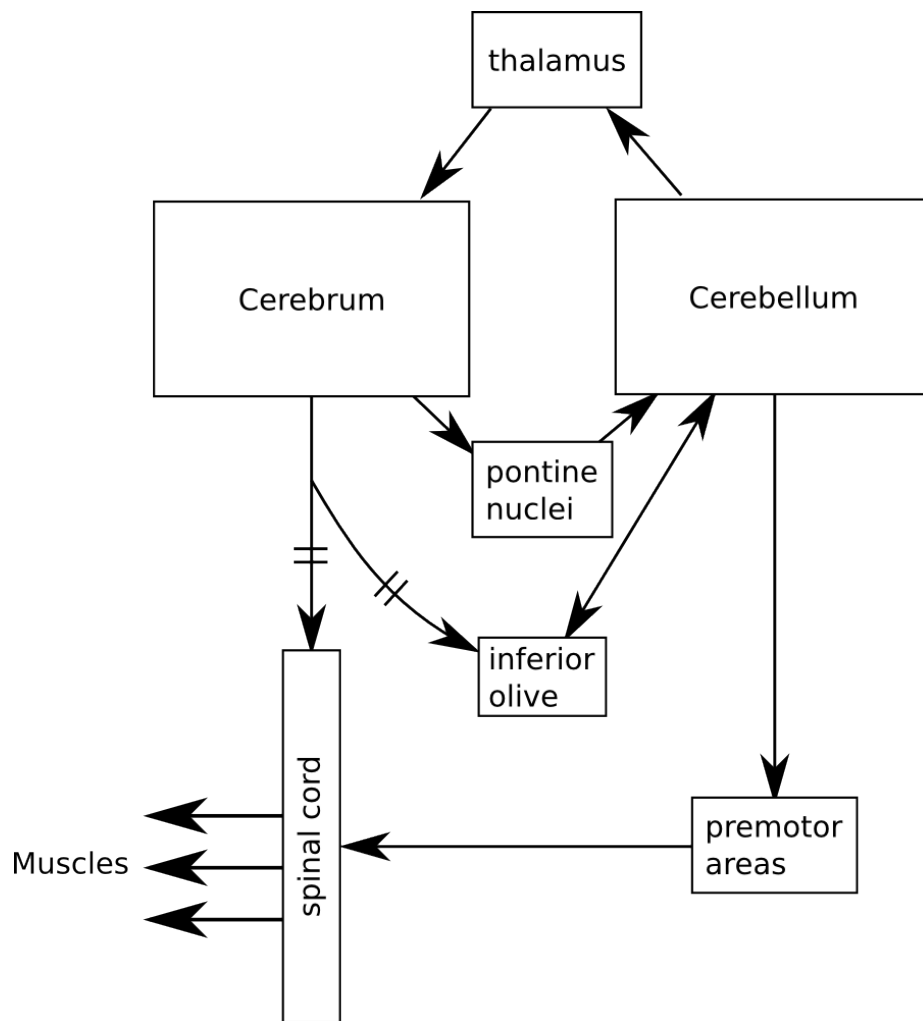 thalamus
Cerebrum
Cerebellum
pontine
nuclei
inferior
olive
spinal cord
premotor
areas
Muscles